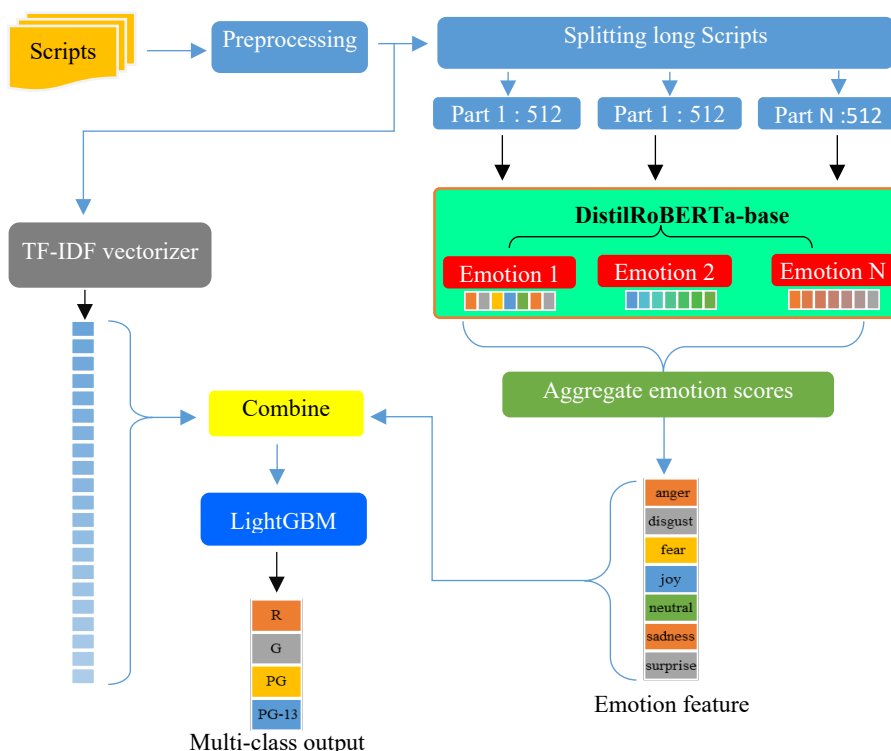 Scripts
Preprocessing
Splitting long Scripts
Part 1 : 512
Part 1 : 512
Part N :512
DistilRoBERTa-base
TF-IDF vectorizer
Emotion 1
Emotion 2
Emotion N
Aggregate emotion scores
Combine
LightGBM
anger
disgust
fear
joy
neutral
sadness
surprise
Emotion feature
R
G
PG
PG-13
Multi-class output